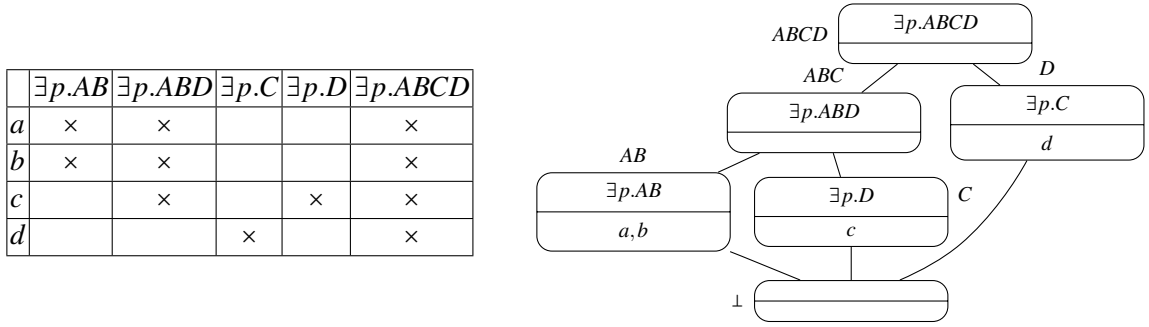 ∃p.AB ∃p.ABD ∃p.C ∃p.D ∃p.ABCD
a × × ×
b × × ×
c × × ×
d × ×
ABCD
∃p.ABCD
ABC
D
∃p.ABD
∃p.C
d
AB
∃p.AB
a,b
∃p.D
c
C
⊥